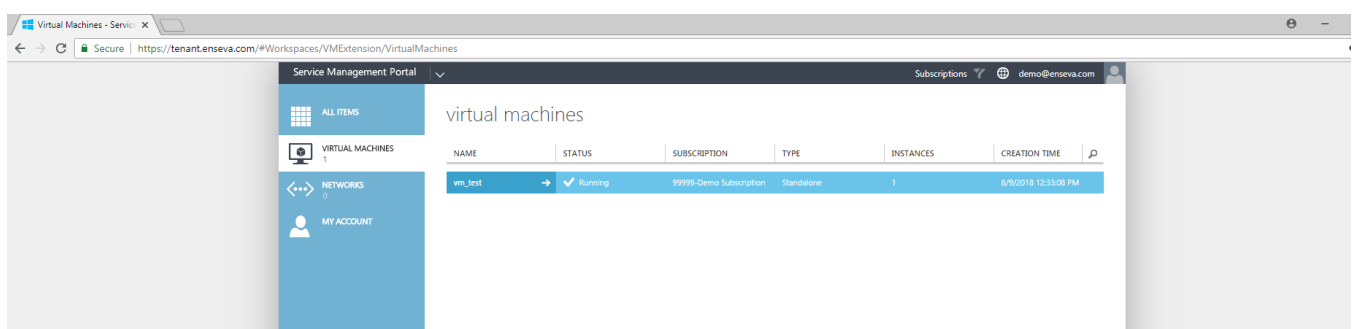 Virtual Machines - Servic
Secure | https://tenant.enseva.com/#Workspaces/VMExtension/VirtualMachines
Service Management Portal
Subscriptions
demo@enseva.com
ALL ITEMS
VIRTUAL MACHINES
1
NETWORKS
0
MY ACCOUNT
virtual machines
NAME STATUS SUBSCRIPTION TYPE INSTANCES CREATION TIME
vm_test Running 99999-Demo Subscription Standalone 1 8/9/2018 12:33:08 PM